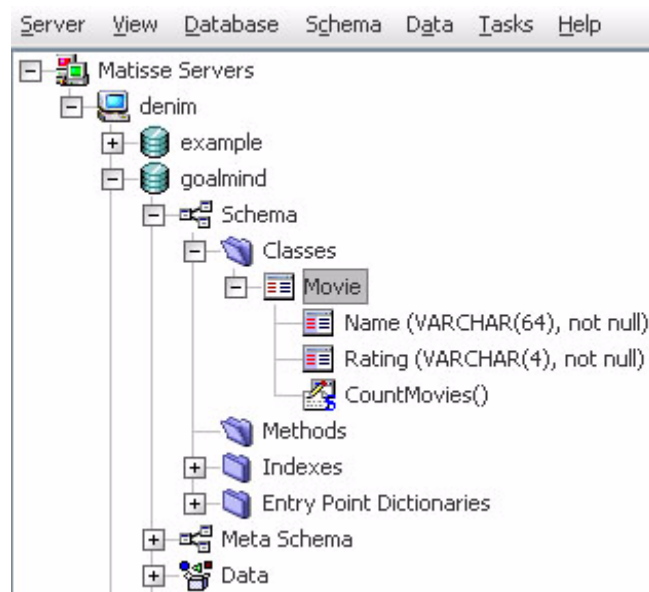 Server View Database Schema Data Tasks Help
Matisse Servers
denim
example
goalmind
Schema
Classes
Movie
Name (VARCHAR(64), not null)
Rating (VARCHAR(4), not null)
CountMovies()
Methods
Indexes
Entry Point Dictionaries
Meta Schema
Data